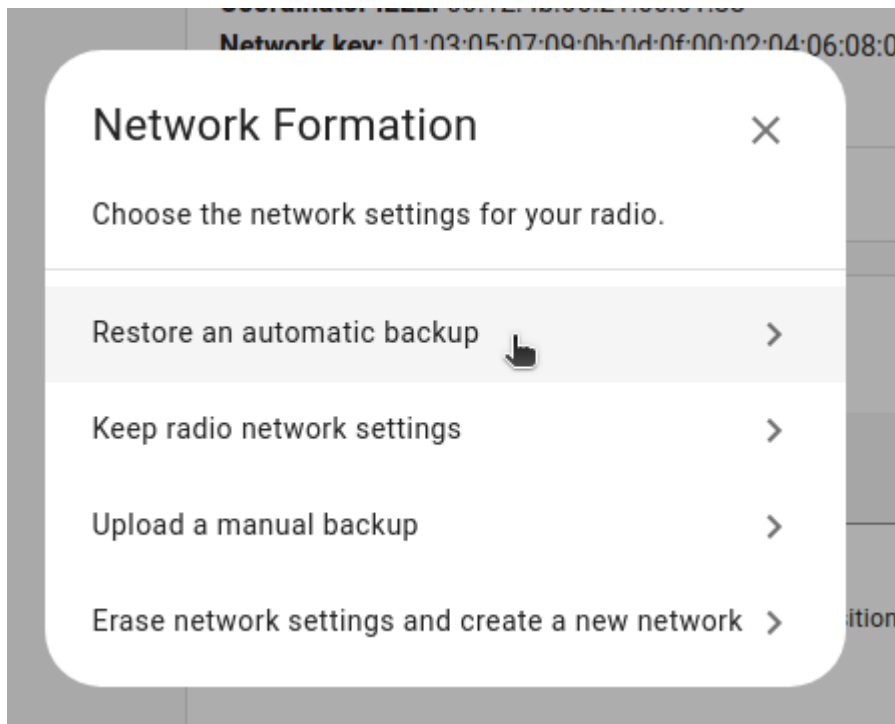 Network key: 01:03:05:07:09:0b:0d:0f:00:02:04:06:08:0
Network Formation
Choose the network settings for your radio.
Restore an automatic backup
Keep radio network settings
Upload a manual backup
Erase network settings and create a new network
ition